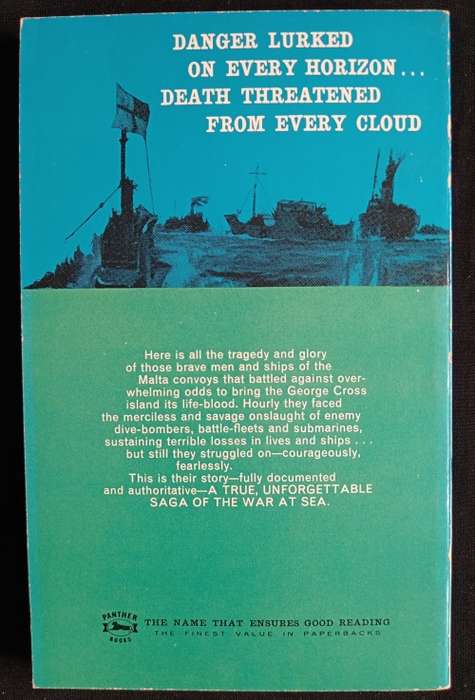 DANGER LURKED
ON EVERY HORIZON...
DEATH THREATENED
FROM EVERY CLOUD
Here is all the tragedy and glory
of those brave men and ships of the
Malta convoys that battled against over-
whelming odds to bring the George Cross
island its life-blood. Hourly they faced
the merciless and savage onslaught of enemy
dive-bombers, battle-fleets and submarines,
sustaining terrible losses in lives and ships . . .
but still they struggled on—courageously,
fearlessly.
This is their story—fully documented
and authoritative—A TRUE, UNFORGETTABLE
SAGA OF THE WAR AT SEA.
PANTHER
BOOKS
THE NAME THAT ENSURES GOOD READING
THE FINEST VALUE IN PAPERBACKS